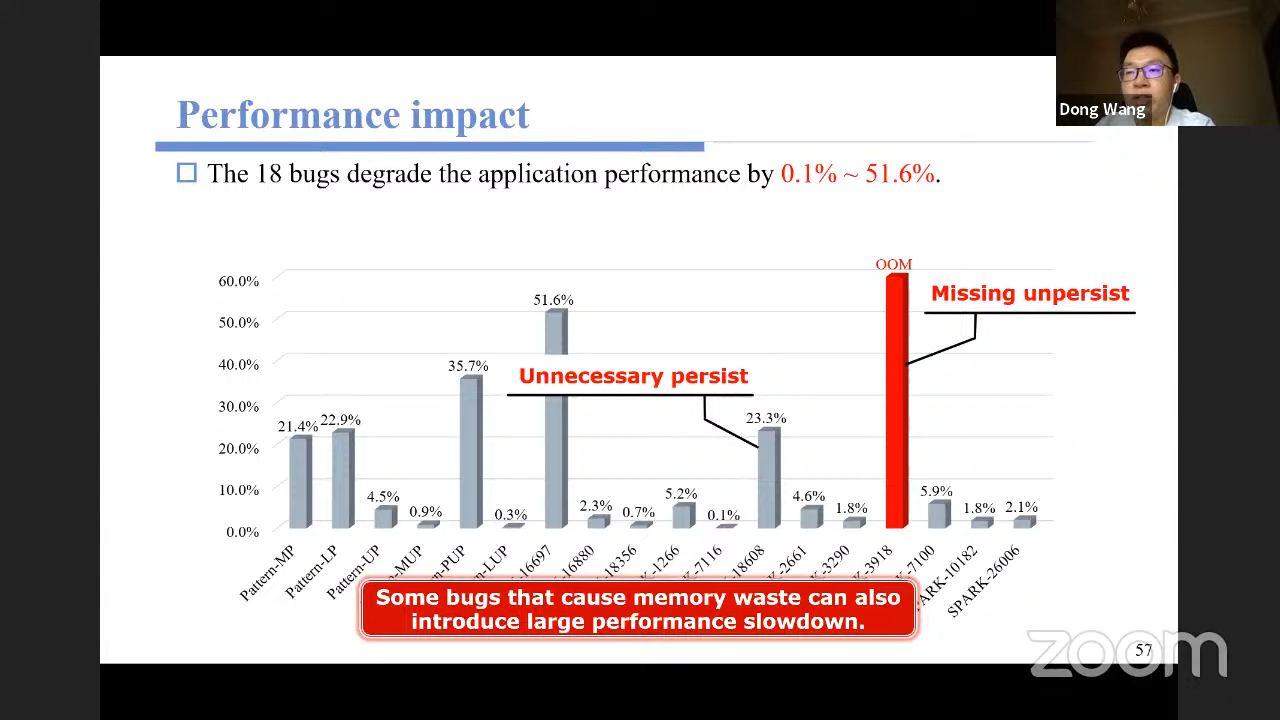 Dong Wang
Performance impact
The 18 bugs degrade the application performance by 0.1% ~ 51.6%.
OOM
60.0%
50.0%
40.0%
30.0%
20.0%
10.0%
0.0%
21.4%
22.9%
4.5%
0.9%
35.7%
0.3%
51.6%
2.3%
0.7%
5.2%
0.1%
23.3%
4.6%
1.8%
5.9%
1.8%
2.1%
Missing unpersist
Unnecessary persist
Pattern-MP
Pattern-LP
Pattern-UP
-MUP
-PUP
-LUP
-16697
-16880
-18356
K-1266
K-7116
-18608
K-2661
K-3290
K-3918
K-7100
PARK-10182
SPARK-26006
Some bugs that cause memory waste can also
introduce large performance slowdown.
57
zoom